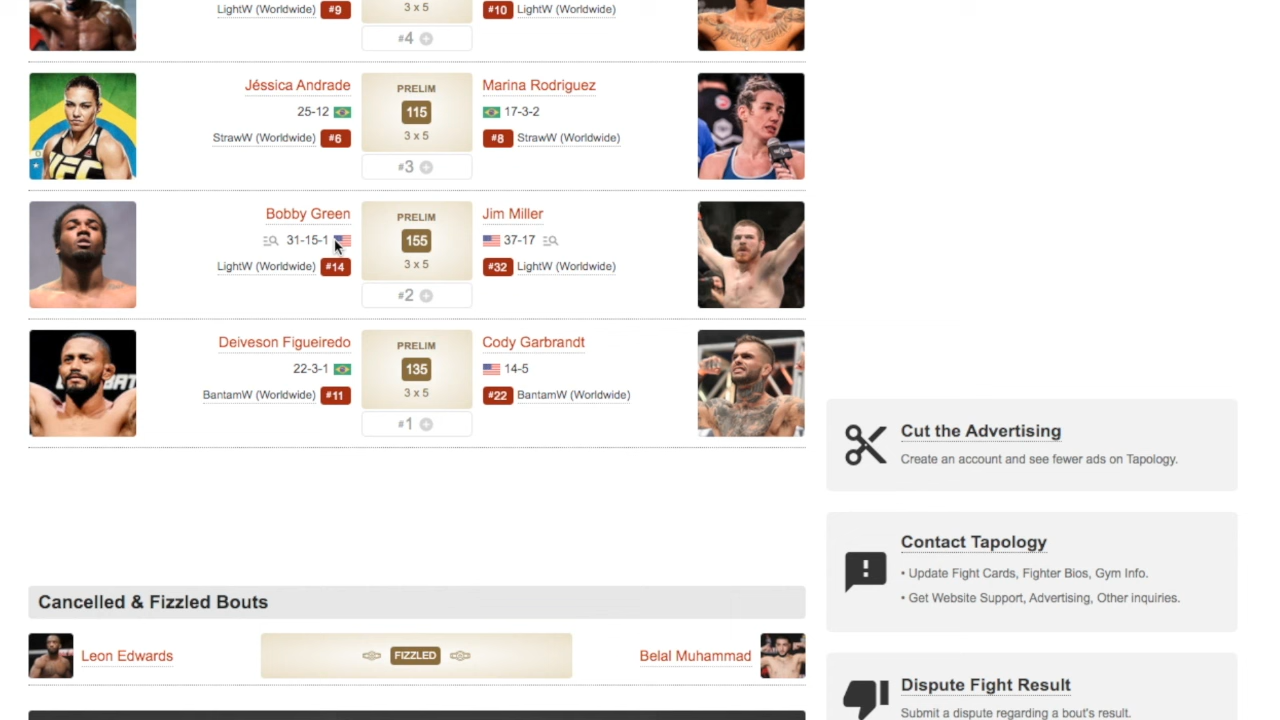 LightW (Worldwide) #9 3 x 5 #10 LightW (Worldwide)
#4
Jéssica Andrade PRELIM Marina Rodriguez
25-12 115 17-3-2
StrawW (Worldwide) #6 3 x 5 #8 StrawW (Worldwide)
#3
Bobby Green PRELIM Jim Miller
31-15-1 155 37-17
LightW (Worldwide) #14 3 x 5 #32 LightW (Worldwide)
#2
Deiveson Figueiredo PRELIM Cody Garbrandt
22-3-1 135 14-5
BantamW (Worldwide) #11 3 x 5 #22 BantamW (Worldwide)
#1
Cancelled & Fizzled Bouts
Leon Edwards FIZZLED Belal Muhammad
Cut the Advertising
Create an account and see fewer ads on Tapology.
Contact Tapology
• Update Fight Cards, Fighter Bios, Gym Info.
• Get Website Support, Advertising, Other inquiries.
Dispute Fight Result
Submit a dispute regarding a bout's result.